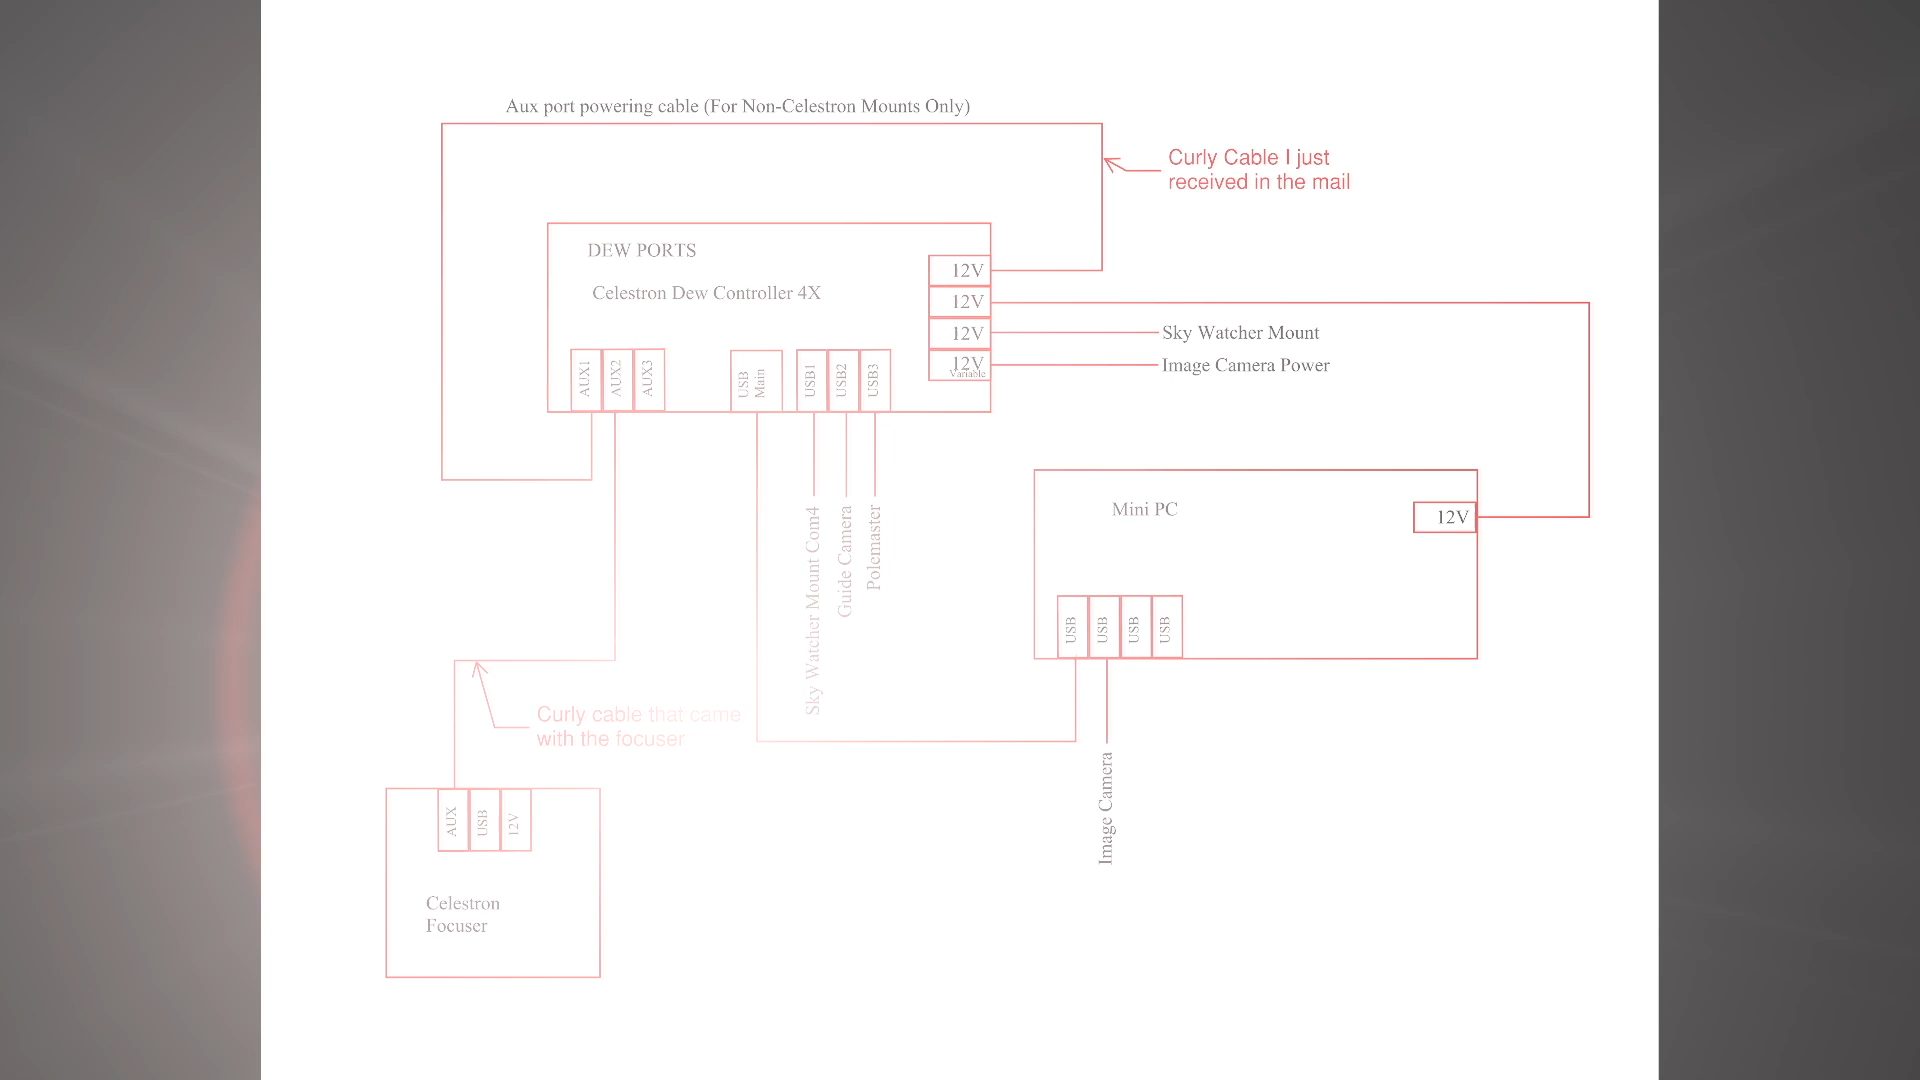 Aux port powering cable (For Non-Celestron Mounts Only)
Curly Cable I just
received in the mail
DEW PORTS
Celestron Dew Controller 4X
12V
12V
12V
12V
Variable
Sky Watcher Mount
Image Camera Power
AUX1
AUX2
AUX3
USB
Main
USB1
USB2
USB3
Sky Watcher Mount Com4
Guide Camera
Polemaster
Mini PC
12V
USB
USB
USB
USB
Image Camera
Curly cable that came
with the focuser
AUX
USB
12V
Celestron
Focuser